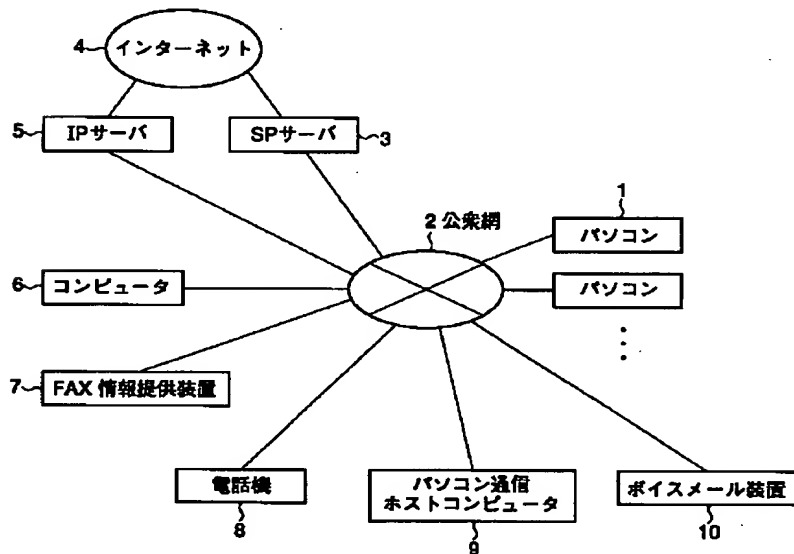 4 インターネット
5 IPサーバ
SPサーバ 3
1
2 公衆網
パソコン
6 コンピュータ
パソコン
7 FAX 情報提供装置
電話機
8
パソコン通信
ホストコンピュータ
9
ボイスメール装置
10